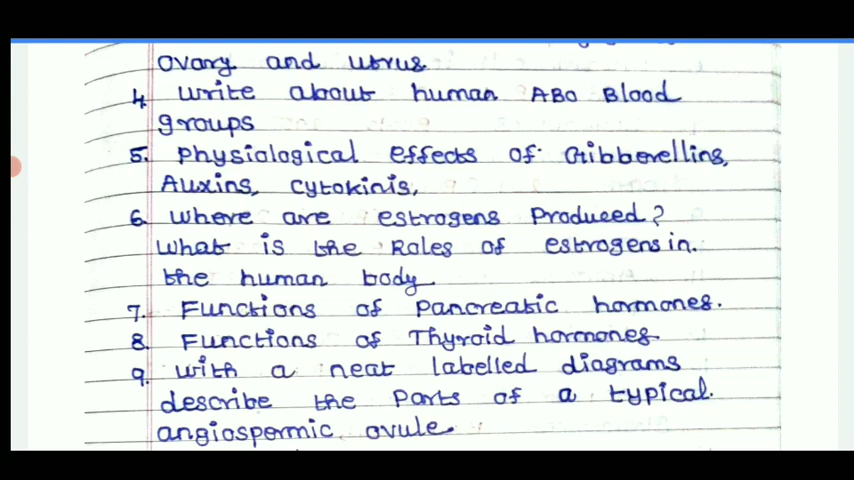 ovary and utrus
4. write about human ABO Blood
groups
5. Physiological effects of Gibberellins,
Auxins, cytokinis,
6. where are estrogens Produced?
what is the Roles of estrogens in.
the human body
7. Functions of Pancreatic hormones.
8. Functions of Thyroid hormones
9. with a neat labelled diagrams
describe the Parts of a typical.
angiospermic ovule